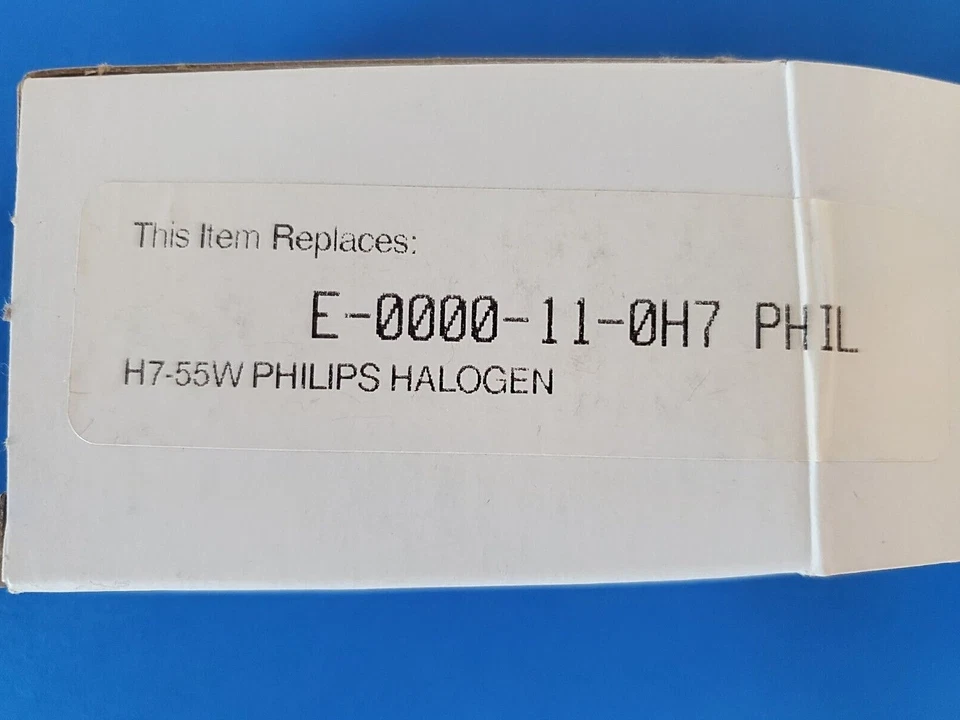 This Item Replaces:
E-0000-11-0H7 PHIL
H7-55W PHILIPS HALOGEN